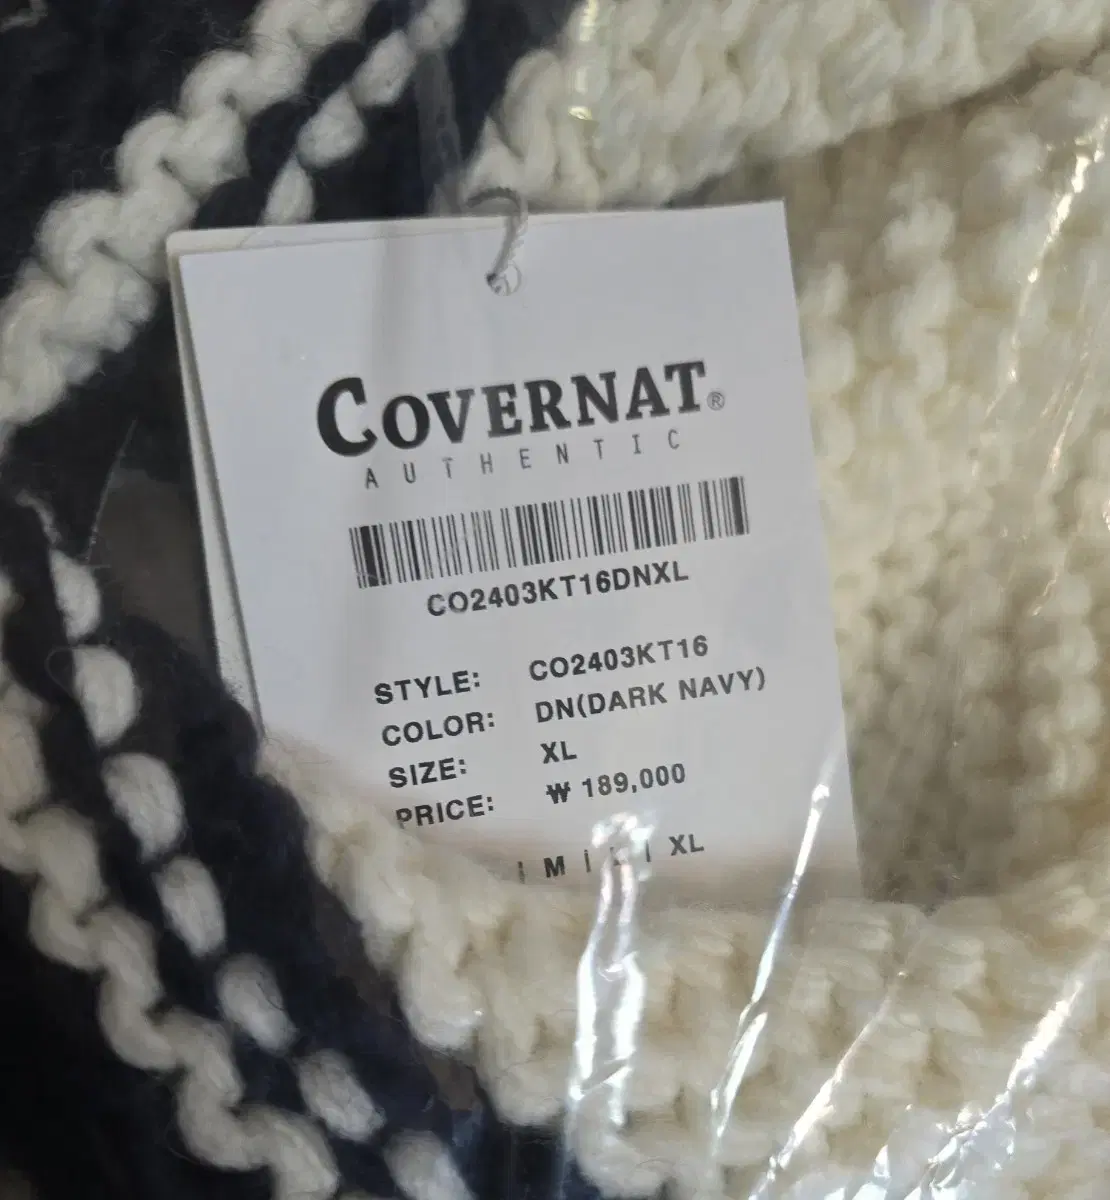 COVERNAT®
AUTHENTIC
CO2403KT16DNXL
STYLE: CO2403KT16
COLOR: DN(DARK NAVY)
SIZE: XL
PRICE: ₩ 189,000
| M | L | XL